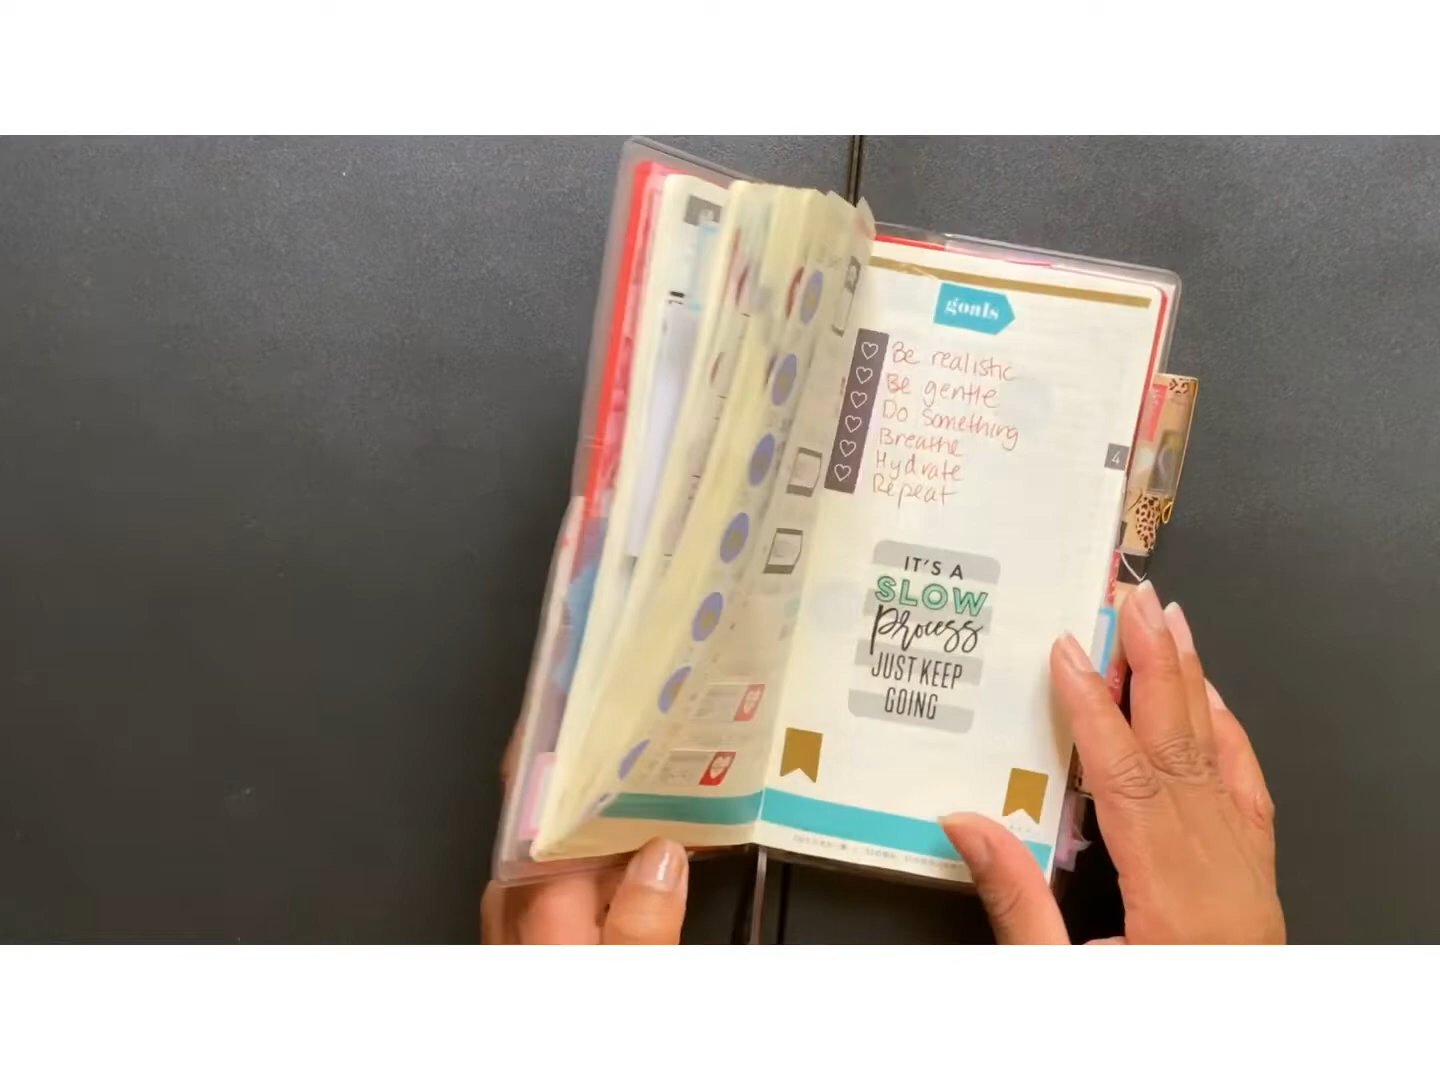 goals
Be realistic
Be gentle
Do Something
Breathe
Hydrate
Repeat
4
IT'S A
SLOW
Process
JUST KEEP
GOING